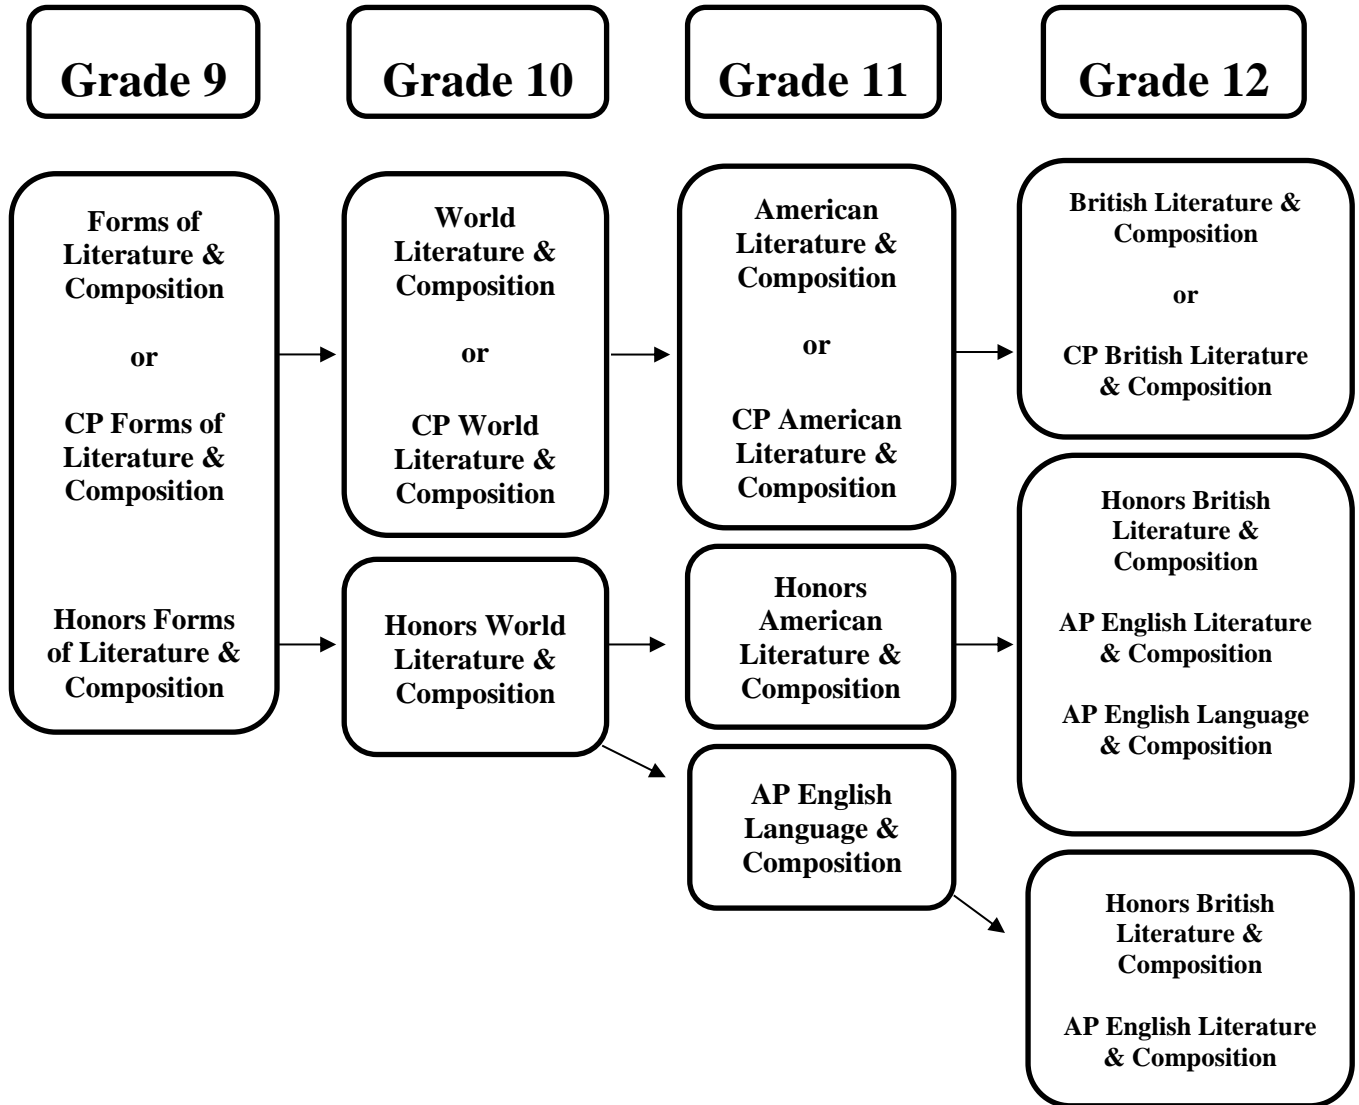 Grade 9
Grade 10
Grade 11
Grade 12
Forms of
Literature &
Composition
or
CP Forms of
Literature &
Composition
Honors Forms
of Literature &
Composition
World
Literature &
Composition
or
CP World
Literature &
Composition
Honors World
Literature &
Composition
American
Literature &
Composition
or
CP American
Literature &
Composition
Honors
American
Literature &
Composition
AP English
Language &
Composition
British Literature &
Composition
or
CP British Literature
& Composition
Honors British
Literature &
Composition
AP English Literature
& Composition
AP English Language
& Composition
Honors British
Literature &
Composition
AP English Literature
& Composition